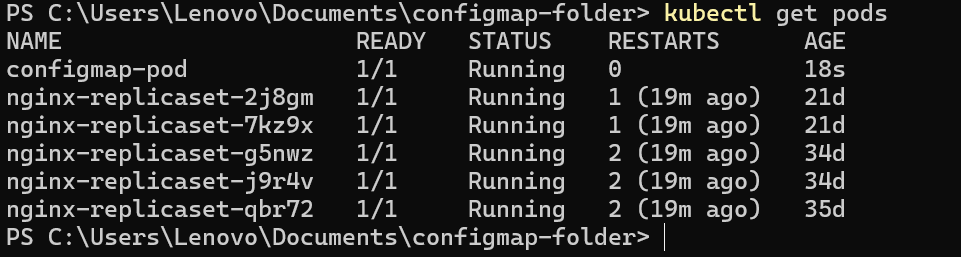 PS C:\Users\Lenovo\Documents\configmap-folder> kubectl get pods
NAME                     READY   STATUS    RESTARTS      AGE
configmap-pod            1/1     Running   0             18s
nginx-replicaset-2j8gm   1/1     Running   1 (19m ago)   21d
nginx-replicaset-7kz9x   1/1     Running   1 (19m ago)   21d
nginx-replicaset-g5nwz   1/1     Running   2 (19m ago)   34d
nginx-replicaset-j9r4v   1/1     Running   2 (19m ago)   34d
nginx-replicaset-qbr72   1/1     Running   2 (19m ago)   35d
PS C:\Users\Lenovo\Documents\configmap-folder>